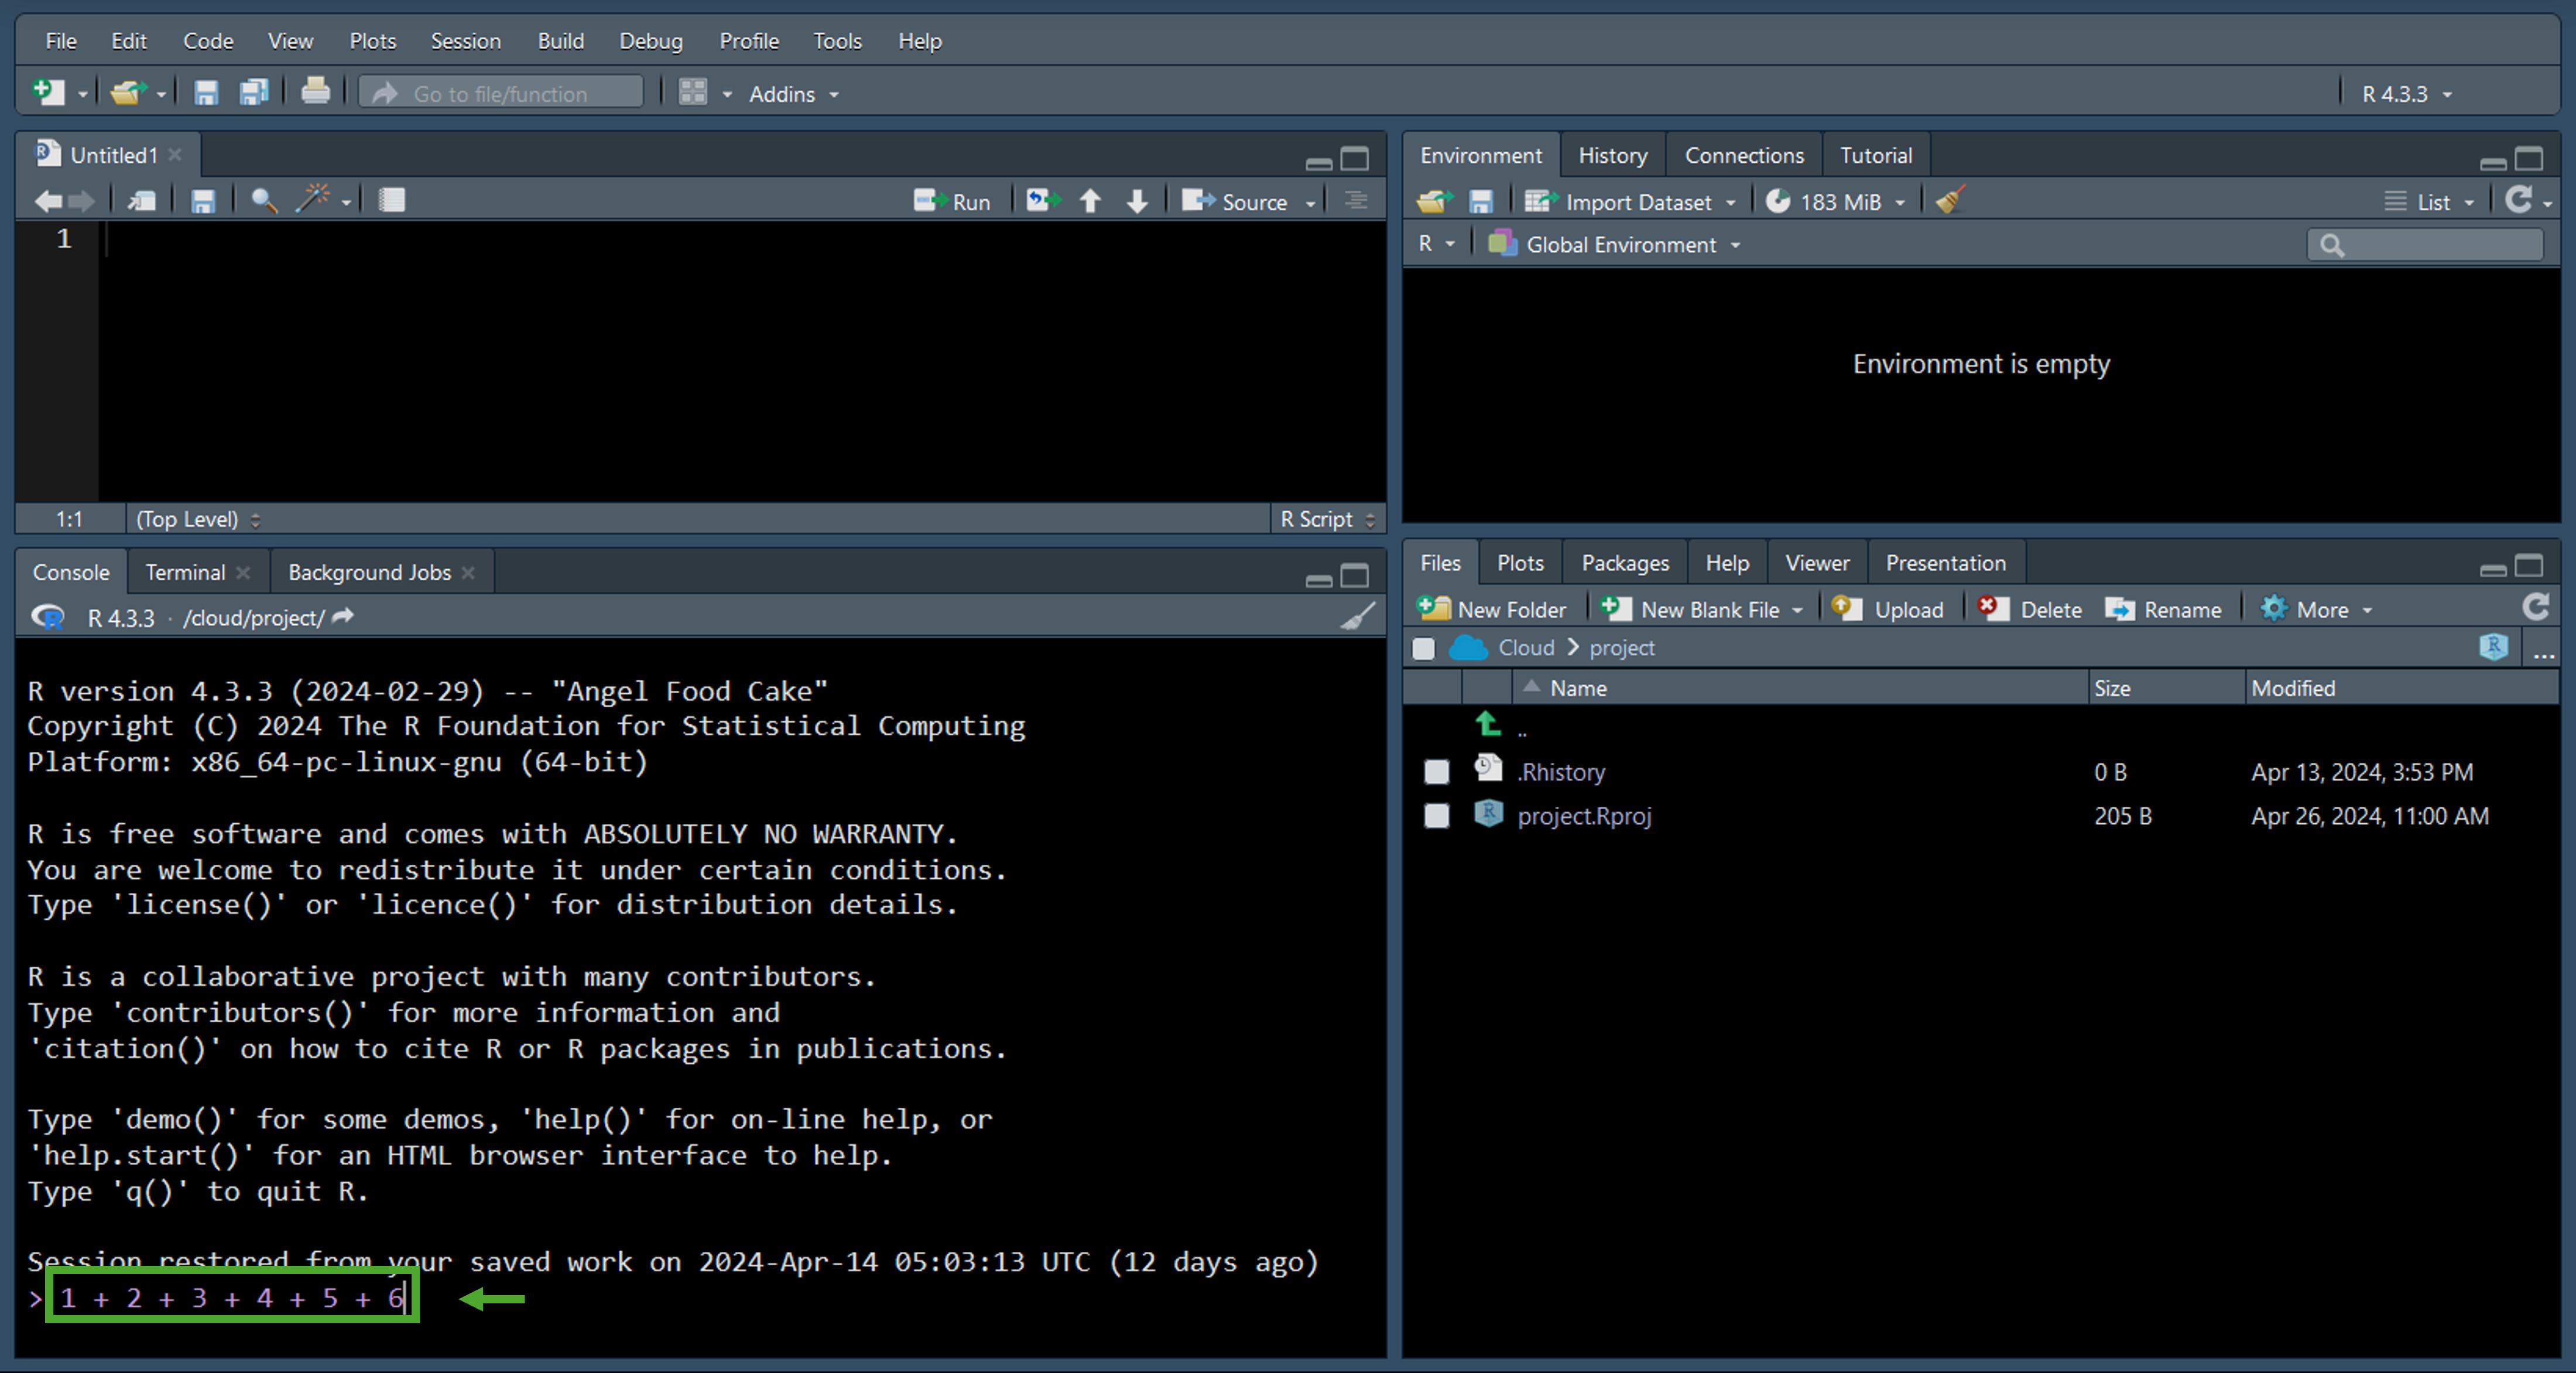 File Edit Code View Plots Session Build Debug Profile Tools Help
Go to file/function Addins R 4.3.3
Untitled1
Run Source
1
1:1 (Top Level) R Script
Environment History Connections Tutorial
Import Dataset 183 MiB List
R Global Environment
Environment is empty
Console Terminal Background Jobs
R 4.3.3 · /cloud/project/
R version 4.3.3 (2024-02-29) -- "Angel Food Cake"
Copyright (C) 2024 The R Foundation for Statistical Computing
Platform: x86_64-pc-linux-gnu (64-bit)
R is free software and comes with ABSOLUTELY NO WARRANTY.
You are welcome to redistribute it under certain conditions.
Type 'license()' or 'licence()' for distribution details.
R is a collaborative project with many contributors.
Type 'contributors()' for more information and
'citation()' on how to cite R or R packages in publications.
Type 'demo()' for some demos, 'help()' for on-line help, or
'help.start()' for an HTML browser interface to help.
Type 'q()' to quit R.
Session restored from your saved work on 2024-Apr-14 05:03:13 UTC (12 days ago)
> 1 + 2 + 3 + 4 + 5 + 6
Files Plots Packages Help Viewer Presentation
New Folder New Blank File Upload Delete Rename More
Cloud project ...
Name Size Modified
..
.Rhistory 0 B Apr 13, 2024, 3:53 PM
project.Rproj 205 B Apr 26, 2024, 11:00 AM